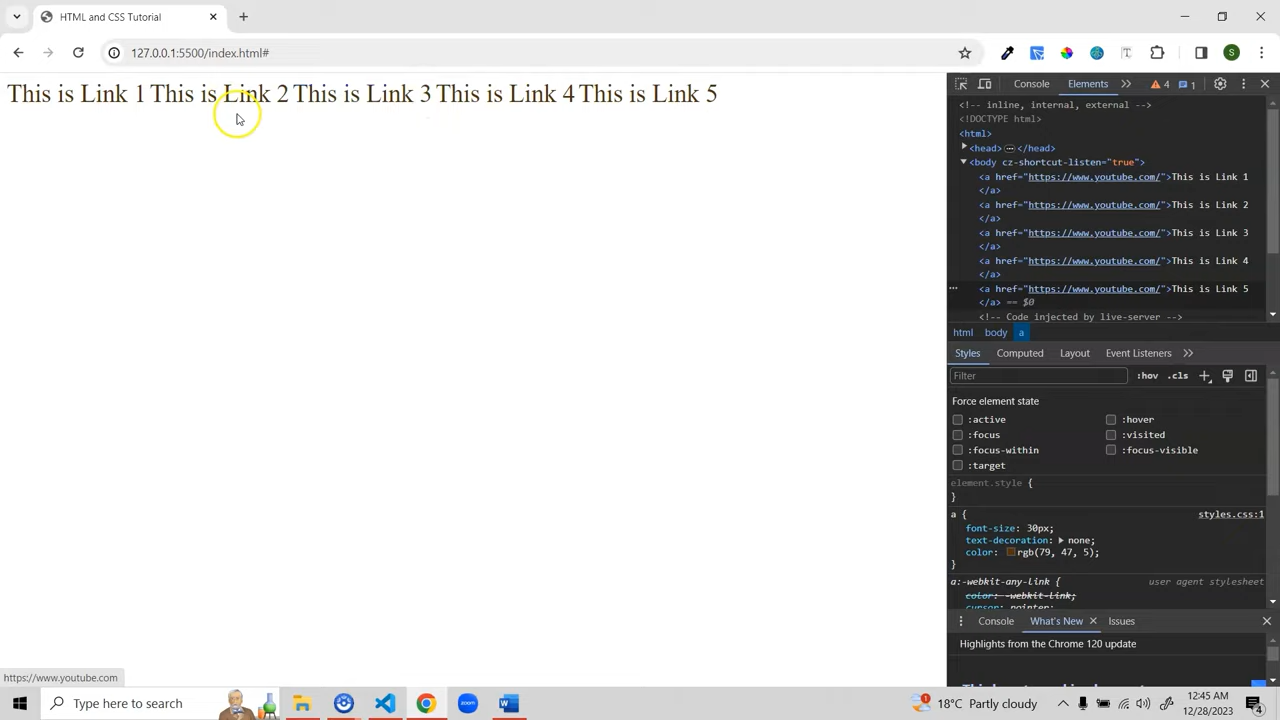 HTML and CSS Tutorial
127.0.0.1:5500/index.html#
S
This is Link 1 This is Link 2 This is Link 3 This is Link 4 This is Link 5
Console
Elements
4
1
<!-- inline, internal, external -->
<!DOCTYPE html>
<html>
<head> ... </head>
<body cz-shortcut-listen="true">
<a href="https://www.youtube.com/">This is Link 1
</a>
<a href="https://www.youtube.com/">This is Link 2
</a>
<a href="https://www.youtube.com/">This is Link 3
</a>
<a href="https://www.youtube.com/">This is Link 4
</a>
<a href="https://www.youtube.com/">This is Link 5
</a> == $0
<!-- Code injected by live-server -->
html body a
Styles Computed Layout Event Listeners
Filter
:hov .cls
Force element state
:active :hover
:focus :visited
:focus-within :focus-visible
:target
element.style {
}
a { styles.css:1
font-size: 30px;
text-decoration: none;
color: rgb(79, 47, 5);
}
a:-webkit-any-link { user agent stylesheet
color: -webkit-link;
cursor: pointer;
Console What's New Issues
Highlights from the Chrome 120 update
https://www.youtube.com
Type here to search
1
18°C Partly cloudy
12:45 AM
12/28/2023
4